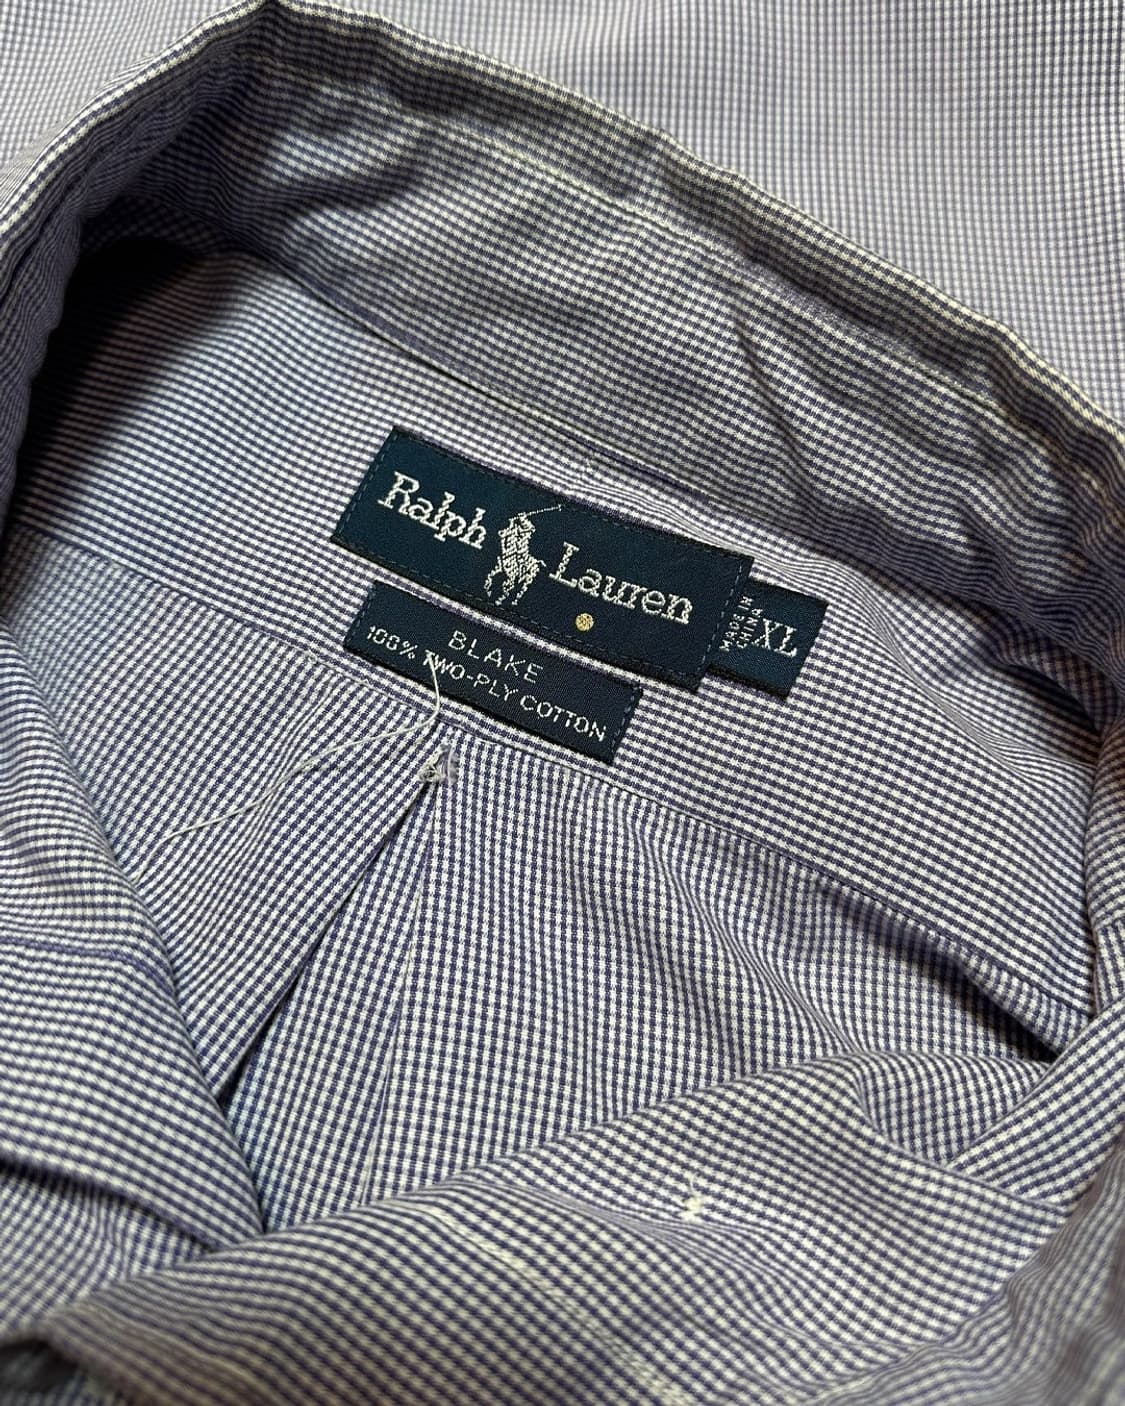 Ralph Lauren
XL
MADE IN
CHINA
BLAKE
100% TWO-PLY COTTON